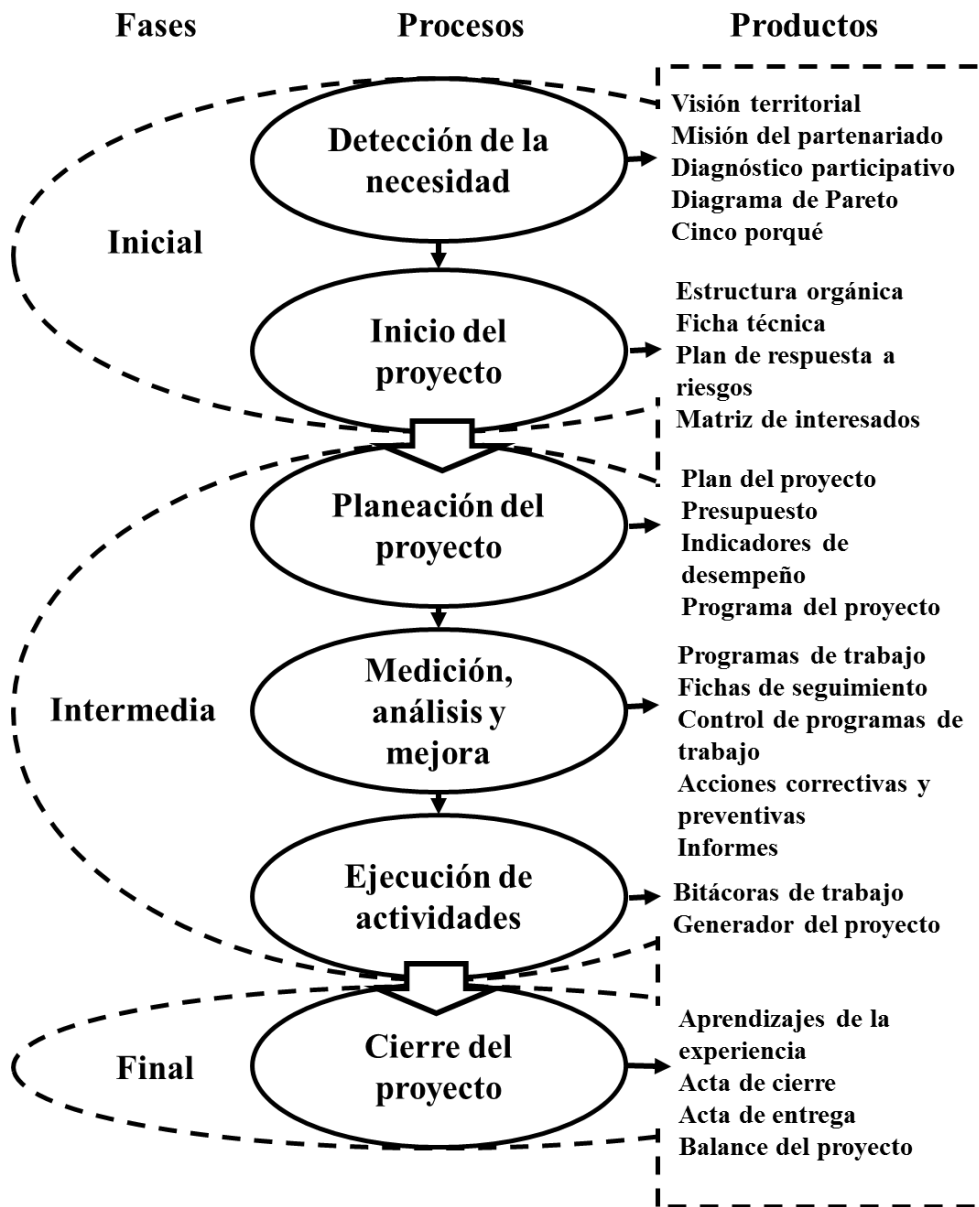 Fases Procesos Productos
Detección de la
necesidad
Visión territorial
Misión del partenariado
Diagnóstico participativo
Diagrama de Pareto
Cinco porqué
Inicial
Inicio del
proyecto
Estructura orgánica
Ficha técnica
Plan de respuesta a
riesgos
Matriz de interesados
Planeación del
proyecto
Plan del proyecto
Presupuesto
Indicadores de
desempeño
Programa del proyecto
Intermedia
Medición,
análisis y
mejora
Programas de trabajo
Fichas de seguimiento
Control de programas de
trabajo
Acciones correctivas y
preventivas
Informes
Ejecución de
actividades
Bitácoras de trabajo
Generador del proyecto
Final
Cierre del
proyecto
Aprendizajes de la
experiencia
Acta de cierre
Acta de entrega
Balance del proyecto